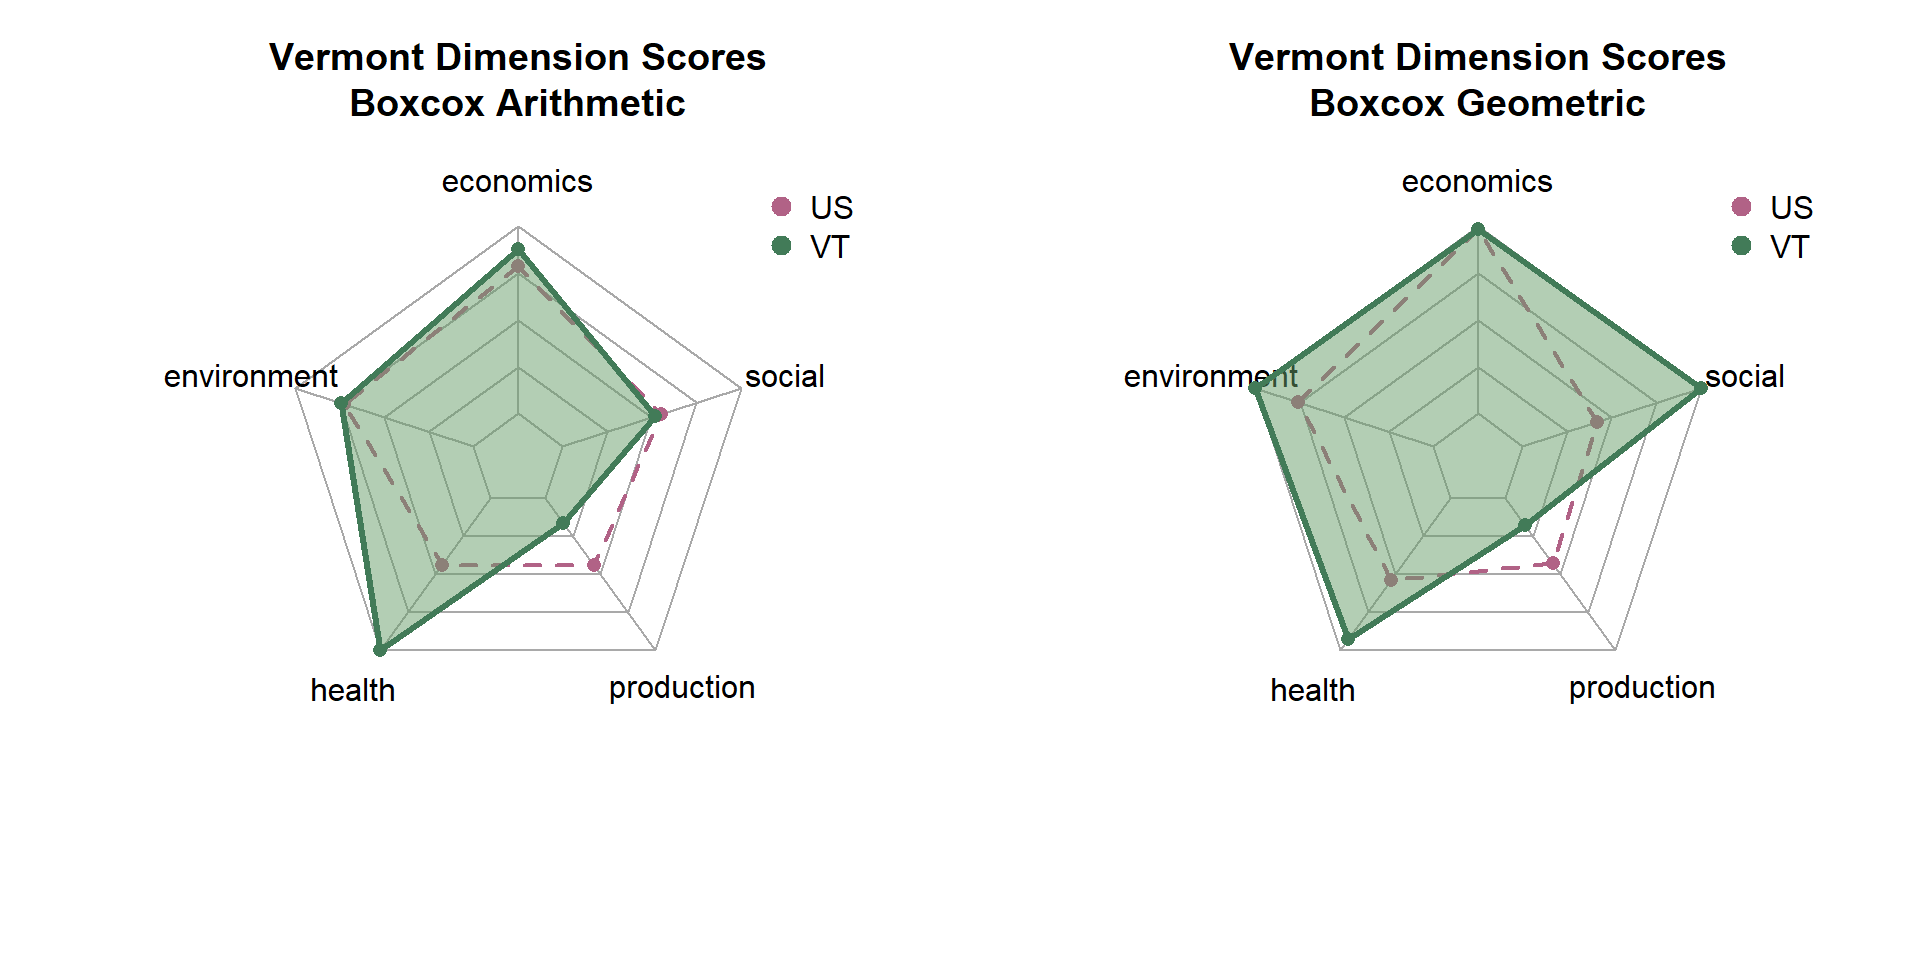 Vermont Dimension Scores
Boxcox Arithmetic
economics
US
VT
environment
social
health
production
Vermont Dimension Scores
Boxcox Geometric
economics
US
VT
environment
social
health
production